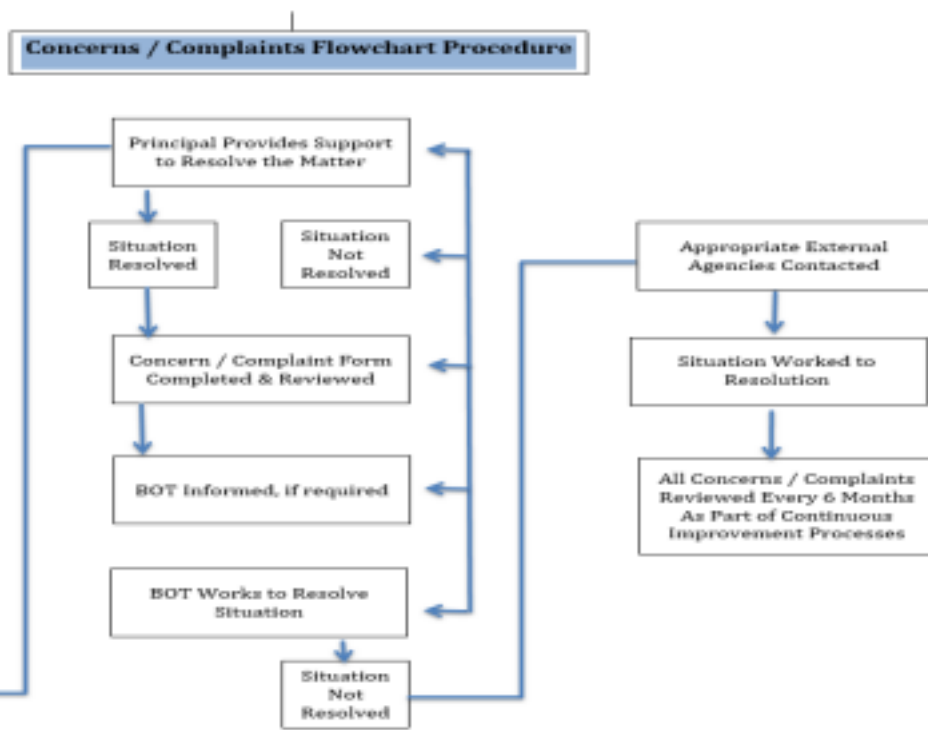 Concerns / Complaints Flowchart Procedure
Principal Provides Support
to Resolve the Matter
Situation
Resolved
Situation
Not
Resolved
Concern / Complaint Form
Completed & Reviewed
BOT Informed, if required
BOT Works to Resolve
Situation
Situation
Not
Resolved
Appropriate External
Agencies Contacted
Situation Worked to
Resolution
All Concerns / Complaints
Reviewed Every 6 Months
As Part of Continuous
Improvement Processes